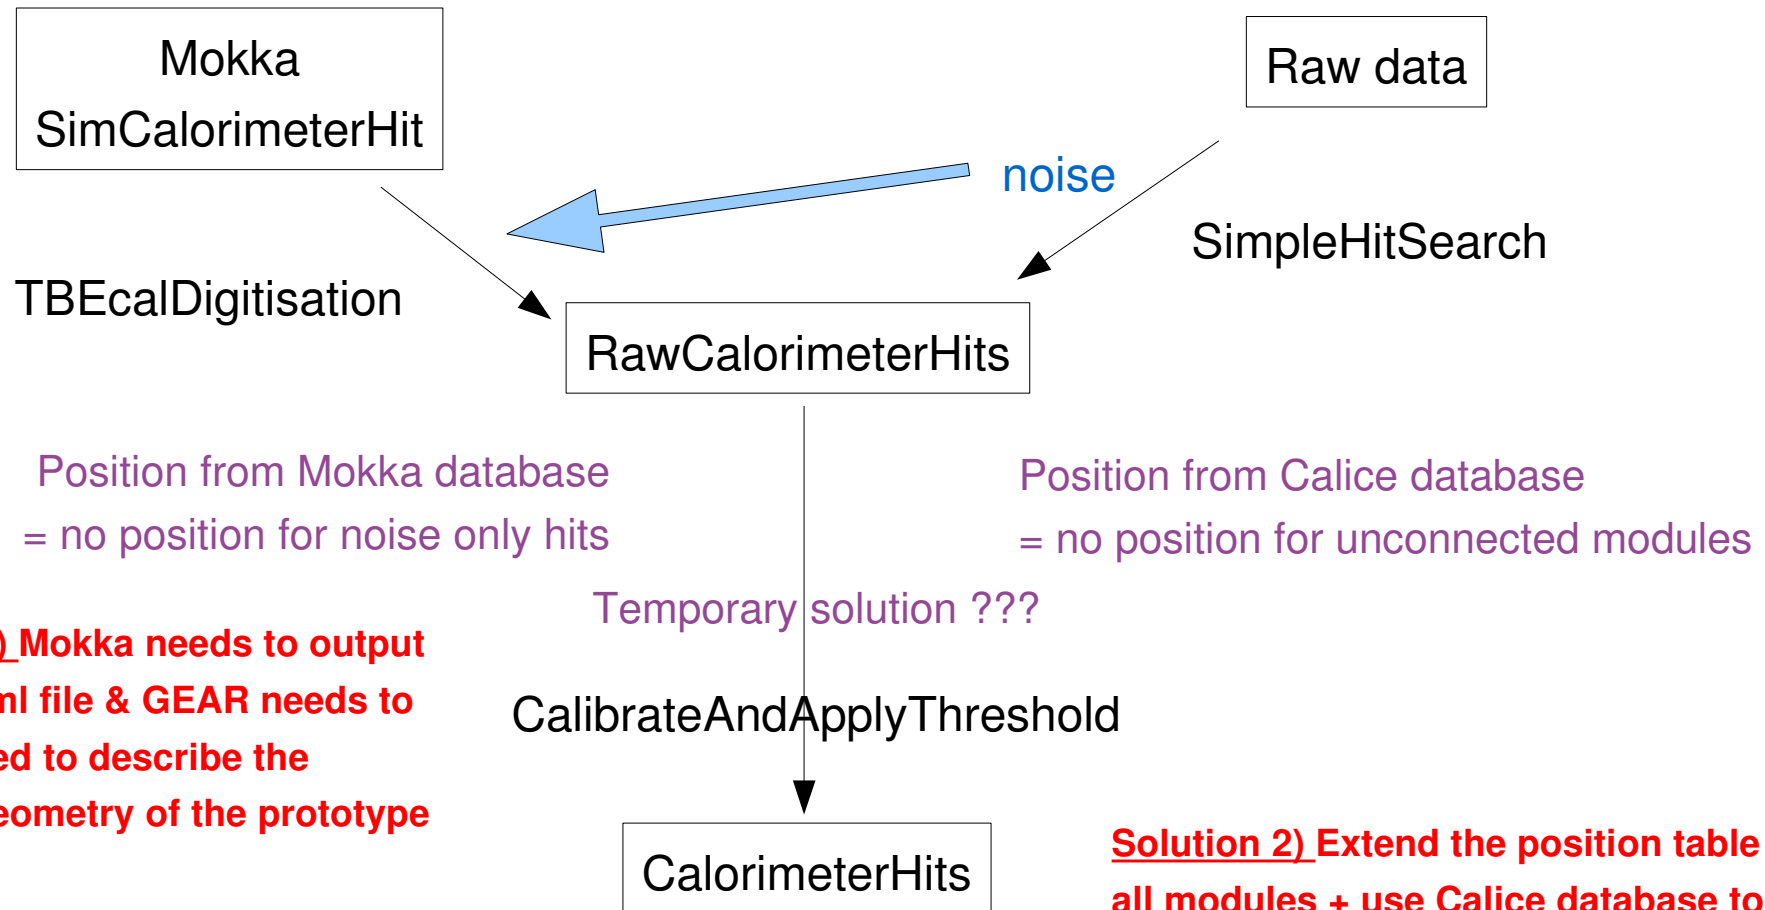 Mokka
SimCalorimeterHit
Raw data
noise
SimpleHitSearch
TBEcalDigitisation
RawCalorimeterHits
Position from Mokka database
= no position for noise only hits
Position from Calice database
= no position for unconnected modules
Temporary solution ???
) Mokka needs to output
ml file & GEAR needs to
ed to describe the
eometry of the prototype
CalibrateAndApplyThreshold
CalorimeterHits
Solution 2) Extend the position table
all modules + use Calice database to